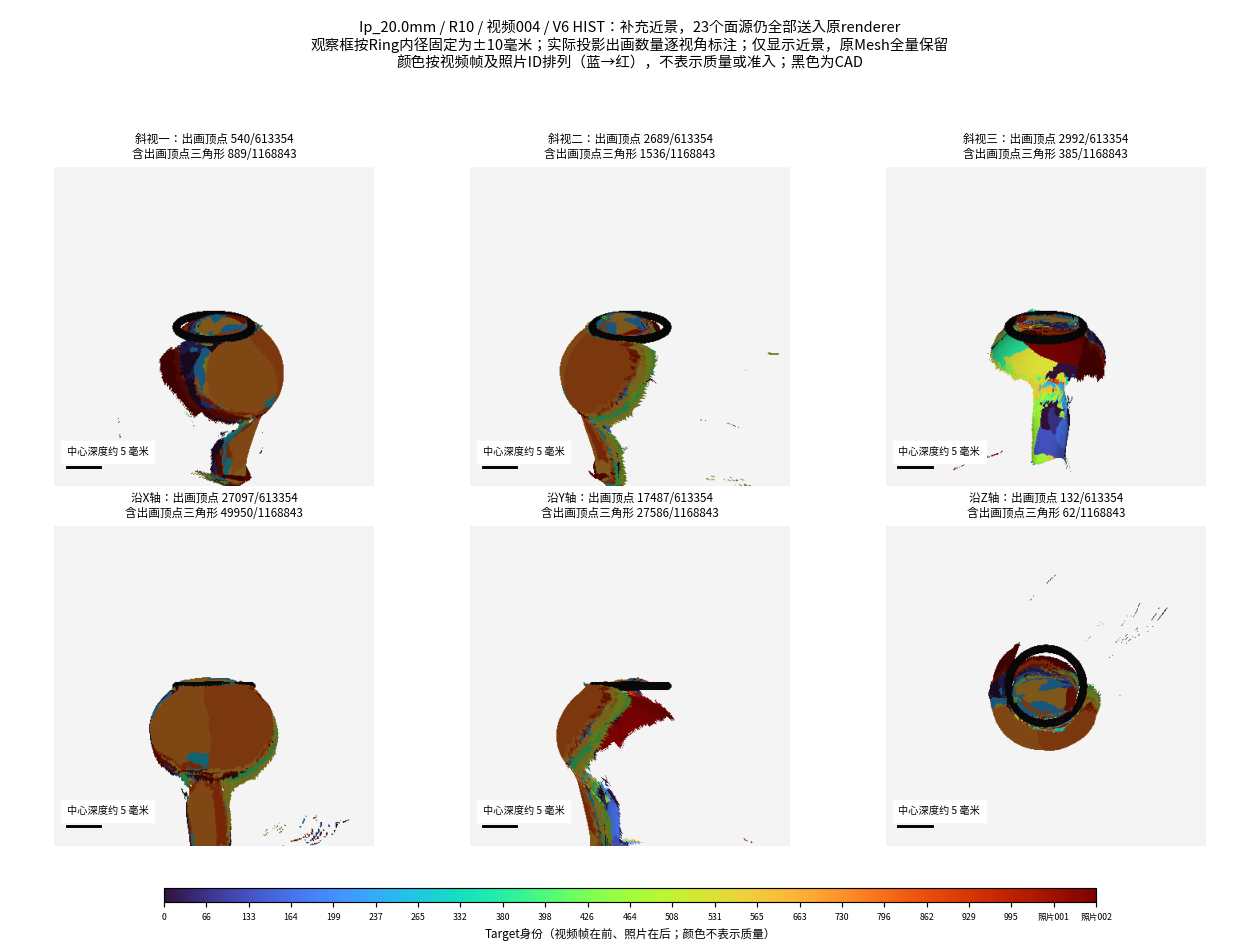 Ip_20.0mm / R10 / 视频004 / V6 HIST：补充近景，23个面源仍全部送入原renderer
观察框按Ring内径固定为±10毫米；实际投影出画数量逐视角标注；仅显示近景，原Mesh全量保留
颜色按视频帧及照片ID排列（蓝→红），不表示质量或准入；黑色为CAD
斜视一：出画顶点 540/613354
含出画顶点三角形 889/1168843
斜视二：出画顶点 2689/613354
含出画顶点三角形 1536/1168843
斜视三：出画顶点 2992/613354
含出画顶点三角形 385/1168843
中心深度约 5 毫米
中心深度约 5 毫米
中心深度约 5 毫米
沿X轴：出画顶点 27097/613354
含出画顶点三角形 49950/1168843
沿Y轴：出画顶点 17487/613354
含出画顶点三角形 27586/1168843
沿Z轴：出画顶点 132/613354
含出画顶点三角形 62/1168843
中心深度约 5 毫米
中心深度约 5 毫米
中心深度约 5 毫米
0 66 133 164 199 237 265 332 380 398 426 464 508 531 565 663 730 796 862 929 995 照片001 照片002
Target身份（视频帧在前、照片在后；颜色不表示质量）